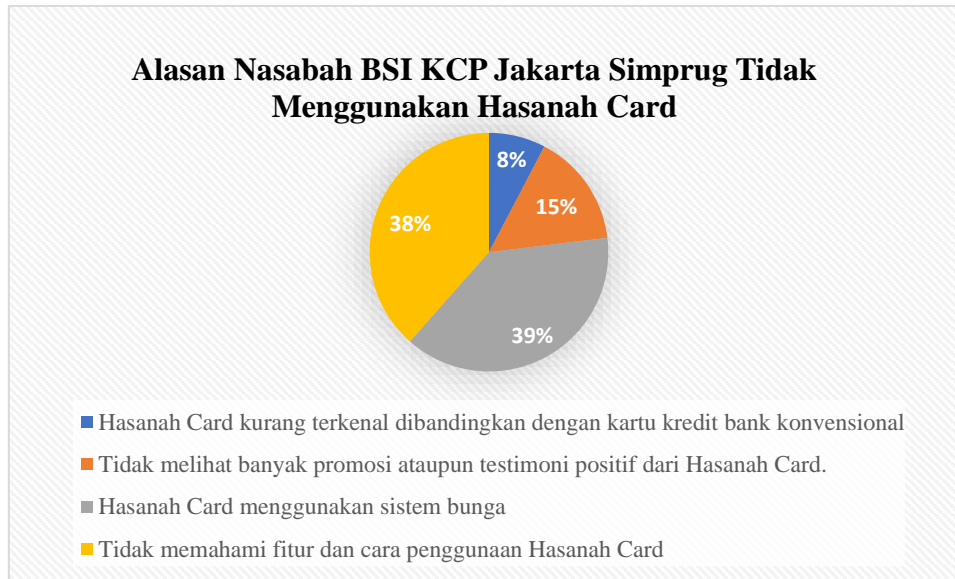 Alasan Nasabah BSI KCP Jakarta Simprug Tidak
Menggunakan Hasanah Card
8%
15%
38%
39%
Hasanah Card kurang terkenal dibandingkan dengan kartu kredit bank konvensional
Tidak melihat banyak promosi ataupun testimoni positif dari Hasanah Card.
Hasanah Card menggunakan sistem bunga
Tidak memahami fitur dan cara penggunaan Hasanah Card